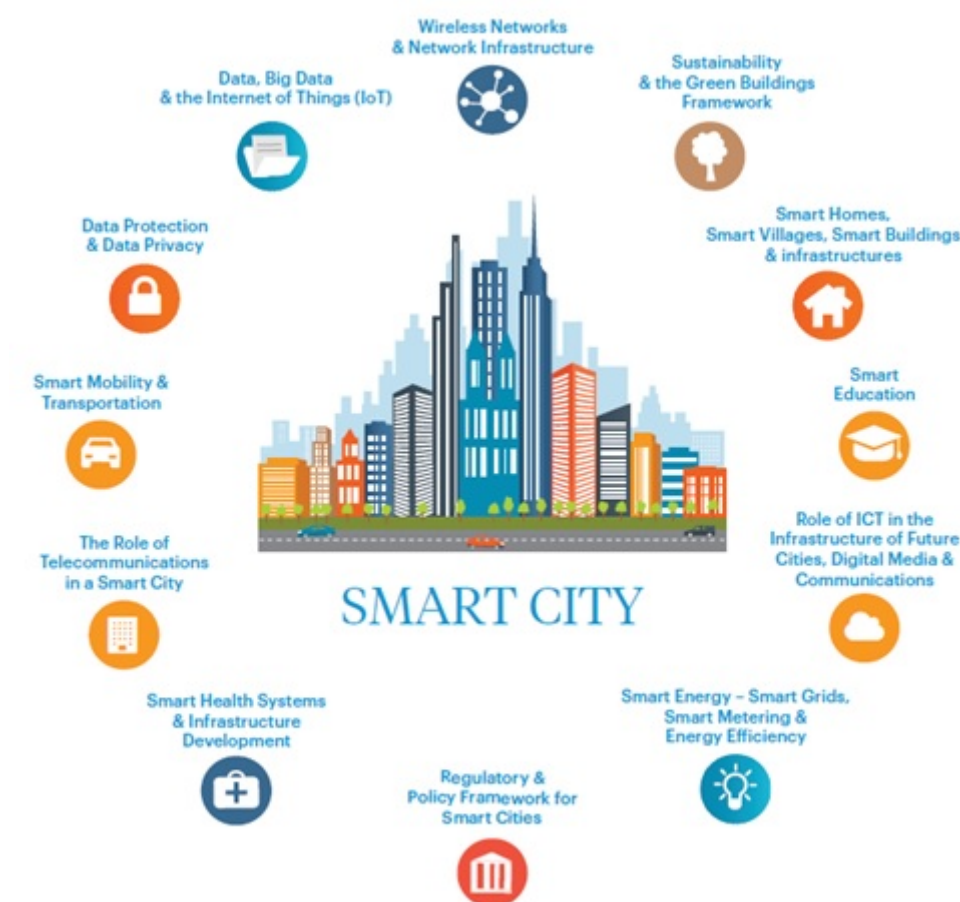 Wireless Networks
& Network Infrastructure
Sustainability
& the Green Buildings
Framework
Smart Homes,
Smart Villages, Smart Buildings
& infrastructures
Smart
Education
Role of ICT in the
Infrastructure of Future
Cities, Digital Media &
Communications
Smart Energy – Smart Grids,
Smart Metering &
Energy Efficiency
Regulatory &
Policy Framework for
Smart Cities
Smart Health Systems
& Infrastructure
Development
The Role of
Telecommunications
in a Smart City
Smart Mobility &
Transportation
Data Protection
& Data Privacy
Data, Big Data
& the Internet of Things (IoT)
SMART CITY